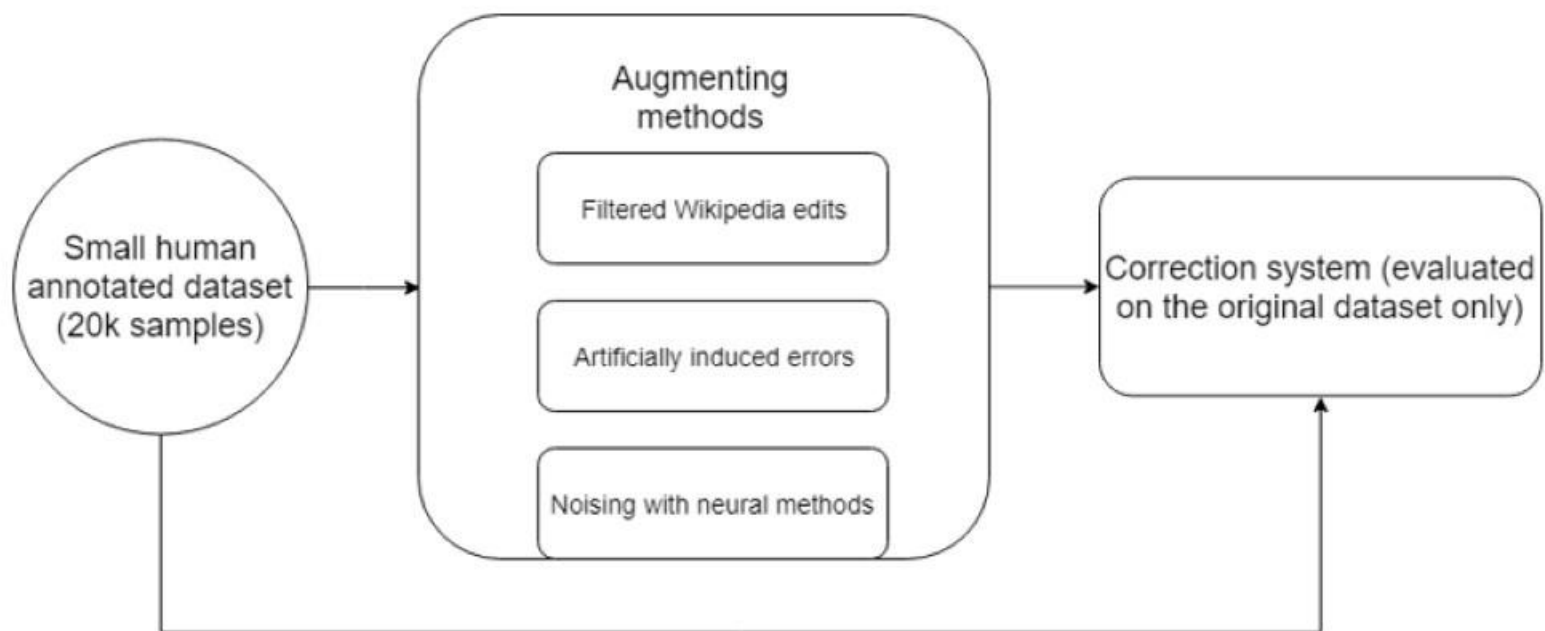 Augmenting
methods
Filtered Wikipedia edits
Small human
annotated dataset
(20k samples)
Correction system (evaluated
on the original dataset only)
Artificially induced errors
Noising with neural methods